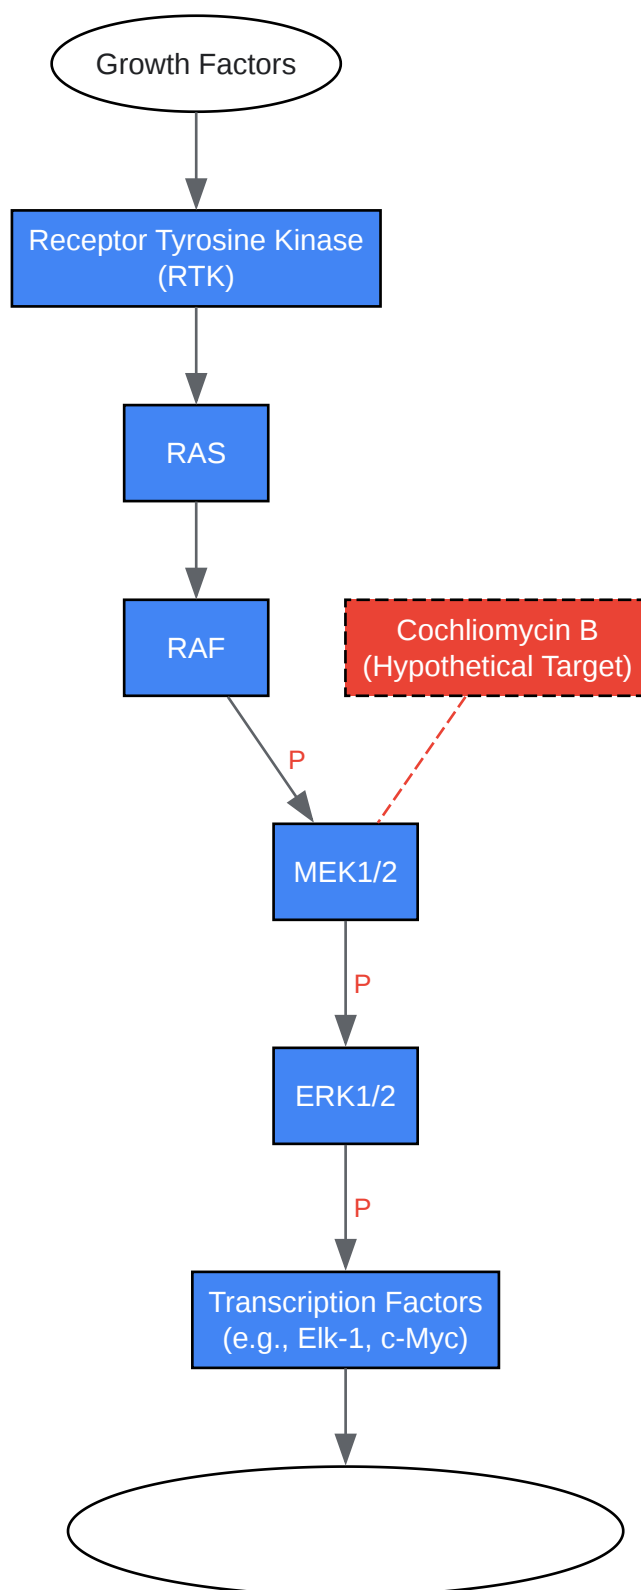 Growth Factors
Receptor Tyrosine Kinase
(RTK)
RAS
RAF
Cochliomycin B
(Hypothetical Target)
P
MEK1/2
P
ERK1/2
P
Transcription Factors
(e.g., Elk-1, c-Myc)